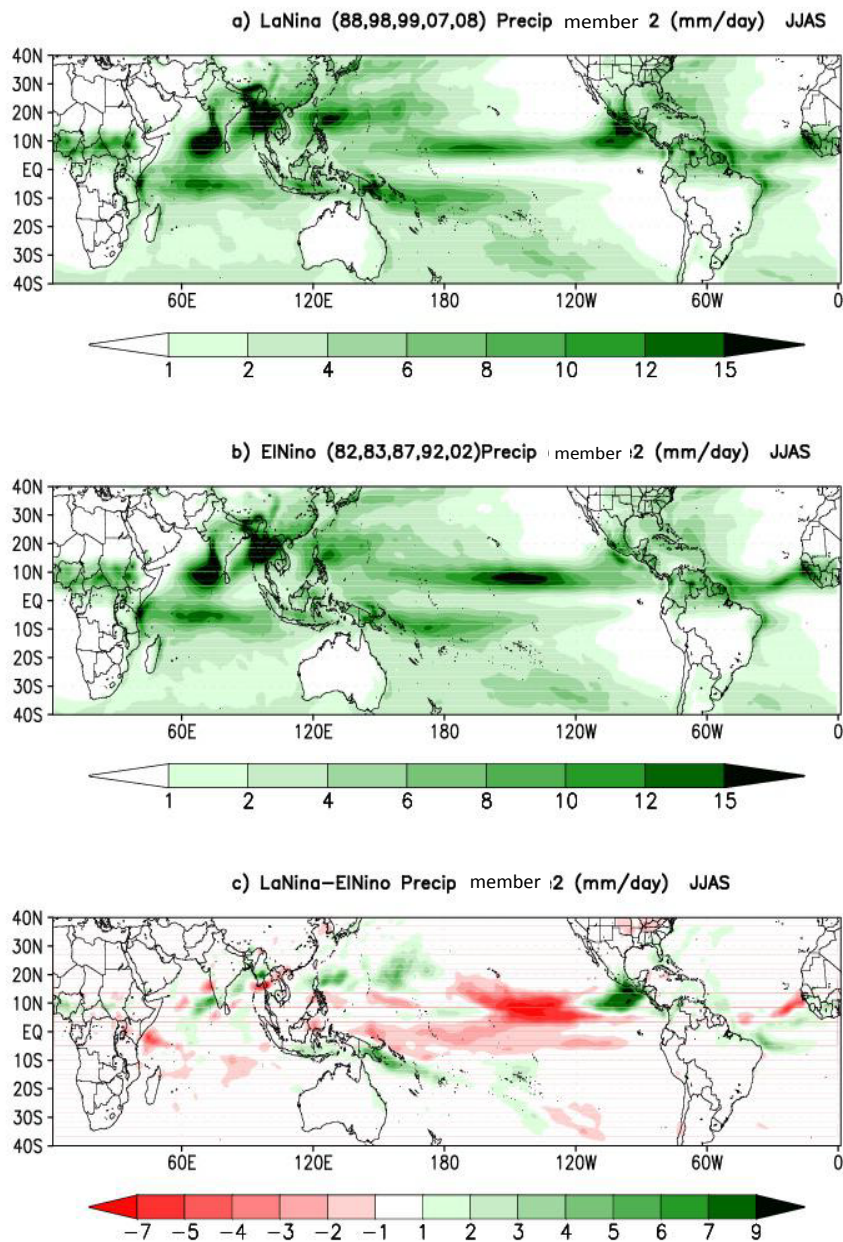 a) LaNina (88,98,99,07,08) Precip member 2 (mm/day) JJAS
40N
30N
20N
10N
EQ
10S
20S
30S
40S
60E 120E 180 120W 60W 0
1 2 4 6 8 10 12 15
b) ElNino (82,83,87,92,02)Precip member 2 (mm/day) JJAS
40N
30N
20N
10N
EQ
10S
20S
30S
40S
60E 120E 180 120W 60W 0
1 2 4 6 8 10 12 15
c) LaNina-ElNino Precip member 2 (mm/day) JJAS
40N
30N
20N
10N
EQ
10S
20S
30S
40S
60E 120E 180 120W 60W 0
-7 -5 -4 -3 -2 -1 1 2 3 4 5 6 7 9